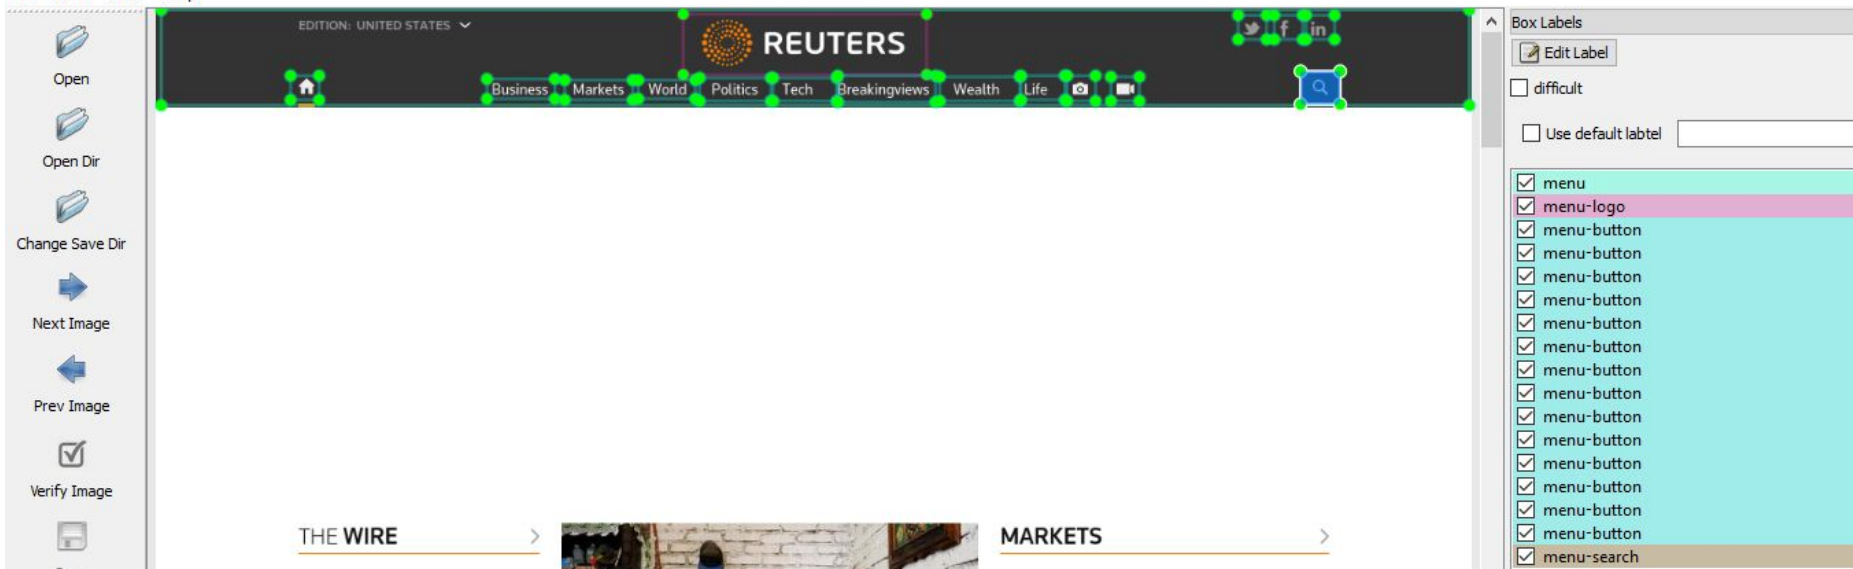 Open
Open Dir
Change Save Dir
Next Image
Prev Image
Verify Image
EDITION: UNITED STATES
REUTERS
f
in
Business Markets World Politics Tech Breakingviews Wealth Life
THE WIRE
MARKETS
Box Labels
Edit Label
difficult
Use default labtel
menu
menu-logo
menu-button
menu-button
menu-button
menu-button
menu-button
menu-button
menu-button
menu-button
menu-button
menu-button
menu-button
menu-button
menu-button
menu-button
menu-search